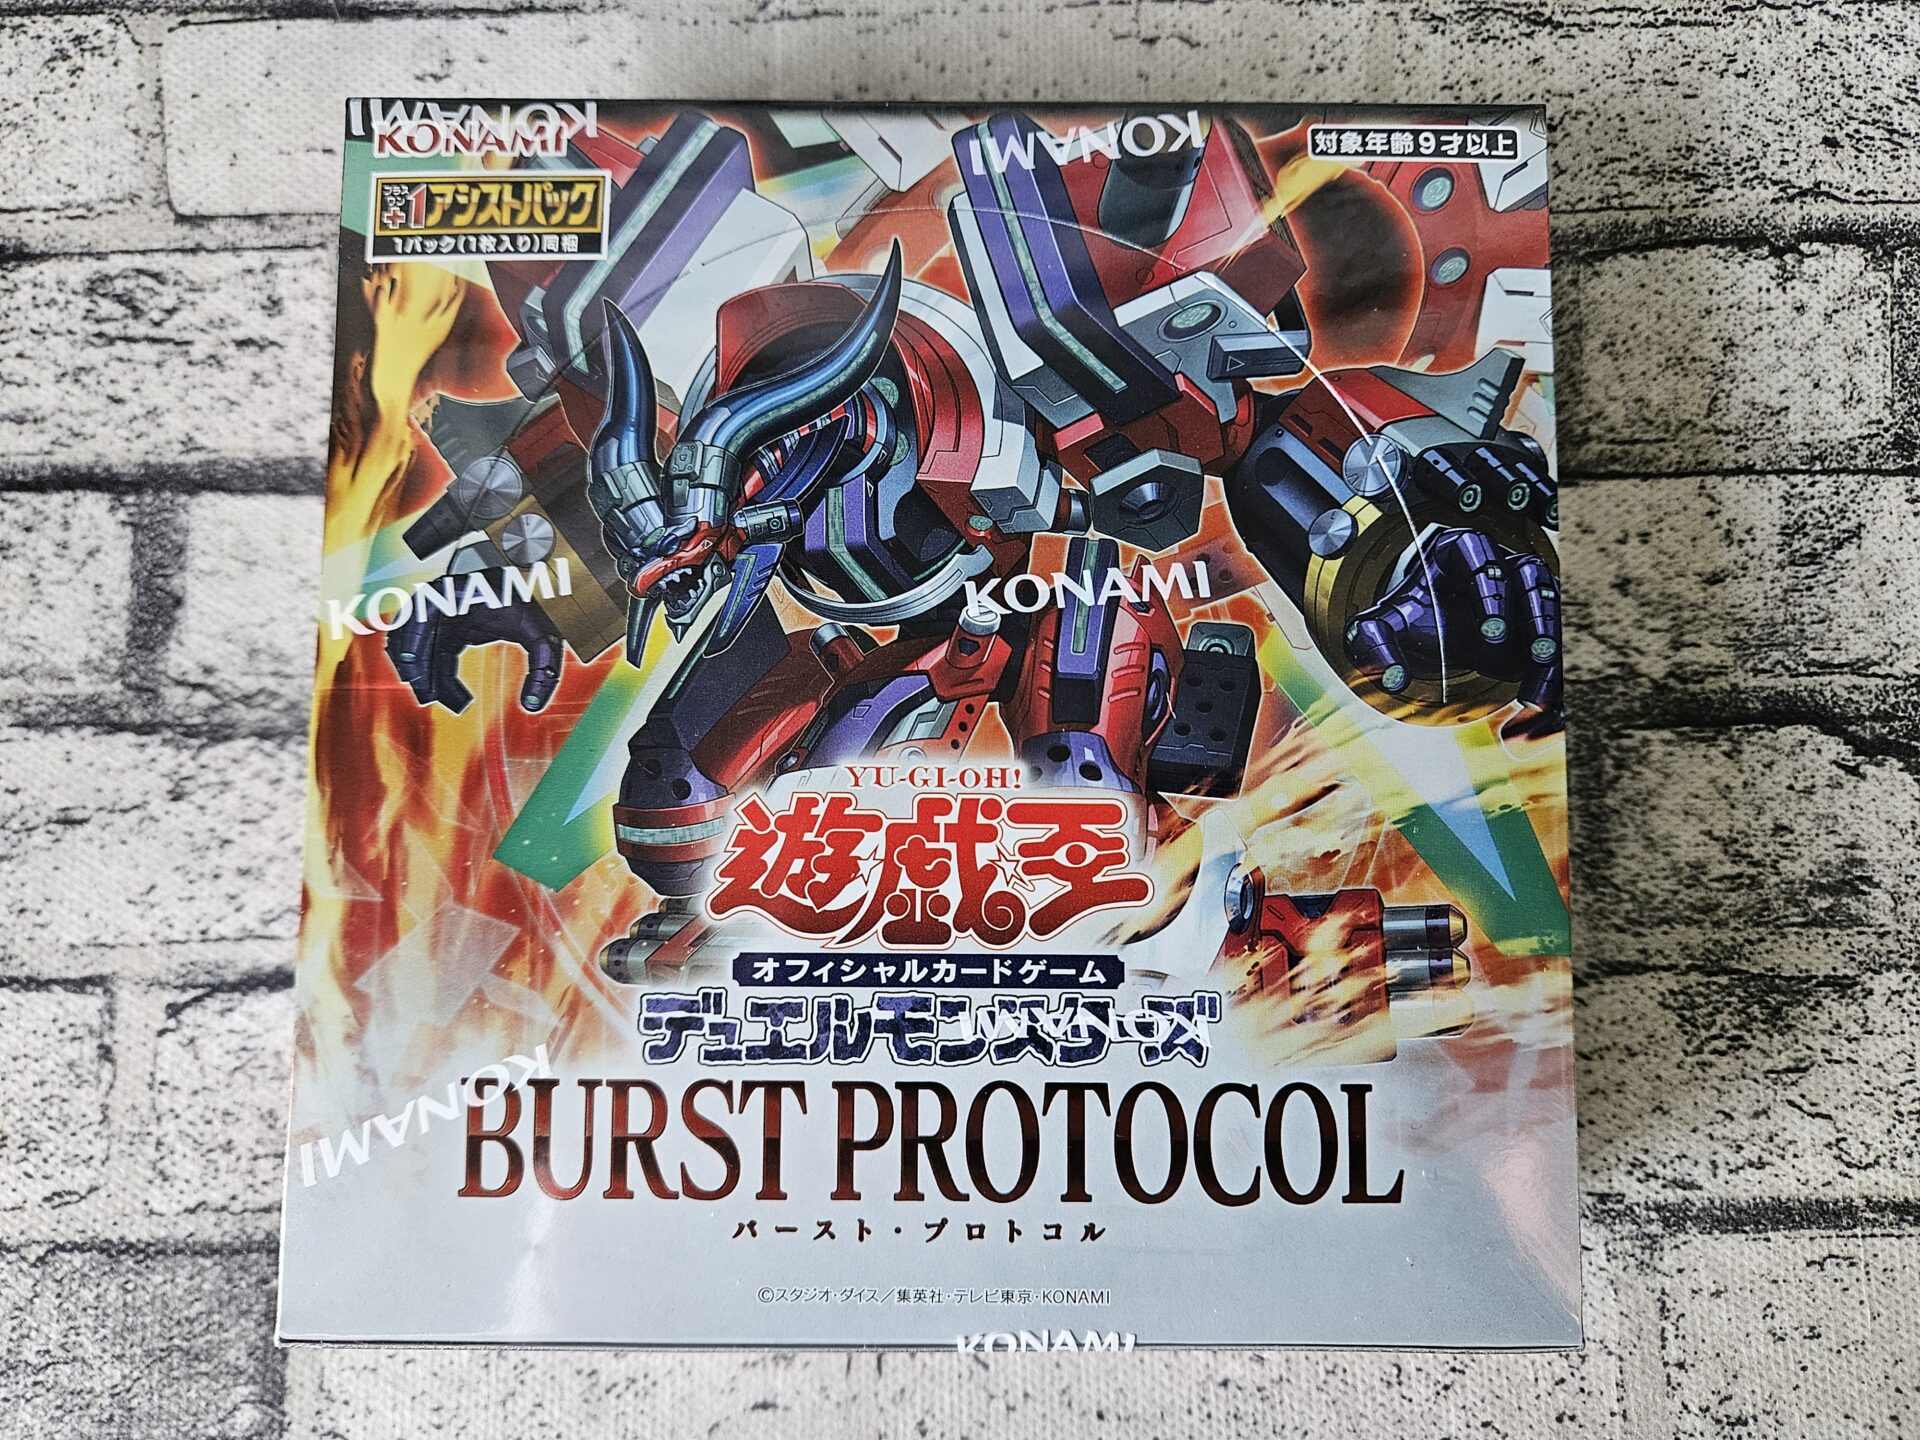 KONAMI
KONAMI
KONAMI
対象年齢9才以上
プラスワン
+1アシストパック
1パック(1枚入り)同梱
KONAMI
KONAMI
YU-GI-OH!
遊戯王
オフィシャルカードゲーム
デュエルモンスターズ
KONAMI
KONAMI
BURST PROTOCOL
バースト・プロトコル
©スタジオ・ダイス/集英社・テレビ東京・KONAMI
KONAMI